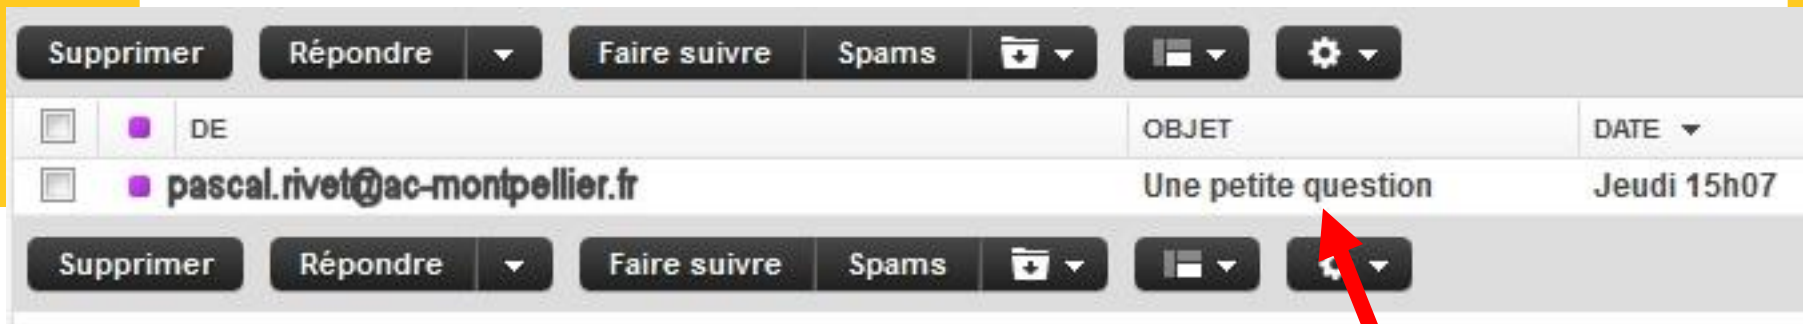 Supprimer Répondre Faire suivre Spams
DE OBJET DATE
pascal.rivet@ac-montpellier.fr Une petite question Jeudi 15h07
Supprimer Répondre Faire suivre Spams